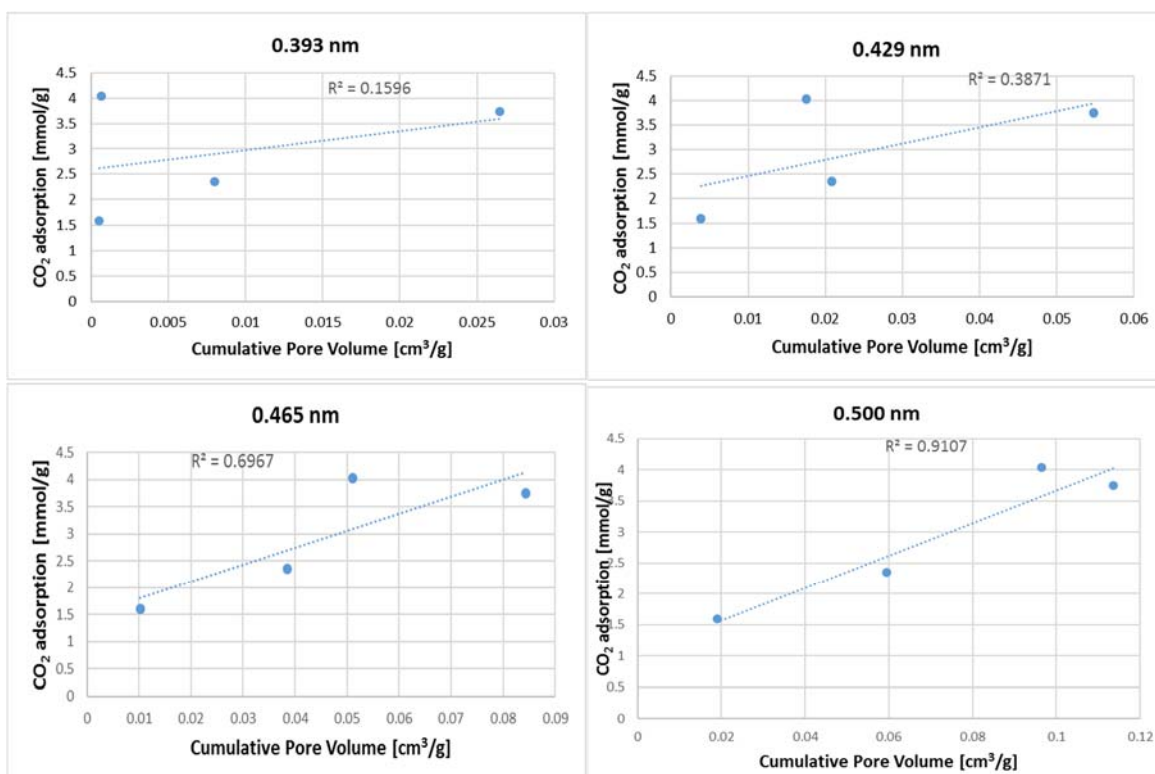 0.393 nm
R² = 0.1596
CO₂ adsorption [mmol/g]
4.5
4
3.5
3
2.5
2
1.5
1
0.5
0
0 0.005 0.01 0.015 0.02 0.025 0.03
Cumulative Pore Volume [cm³/g]
0.429 nm
R² = 0.3871
CO₂ adsorption [mmol/g]
4.5
4
3.5
3
2.5
2
1.5
1
0.5
0
0 0.01 0.02 0.03 0.04 0.05 0.06
Cumulative Pore Volume [cm³/g]
0.465 nm
R² = 0.6967
CO₂ adsorption [mmol/g]
4.5
4
3.5
3
2.5
2
1.5
1
0.5
0
0 0.01 0.02 0.03 0.04 0.05 0.06 0.07 0.08 0.09
Cumulative Pore Volume [cm³/g]
0.500 nm
R² = 0.9107
CO₂ adsorption [mmol/g]
4.5
4
3.5
3
2.5
2
1.5
1
0.5
0
0 0.02 0.04 0.06 0.08 0.1 0.12
Cumulative Pore Volume [cm³/g]